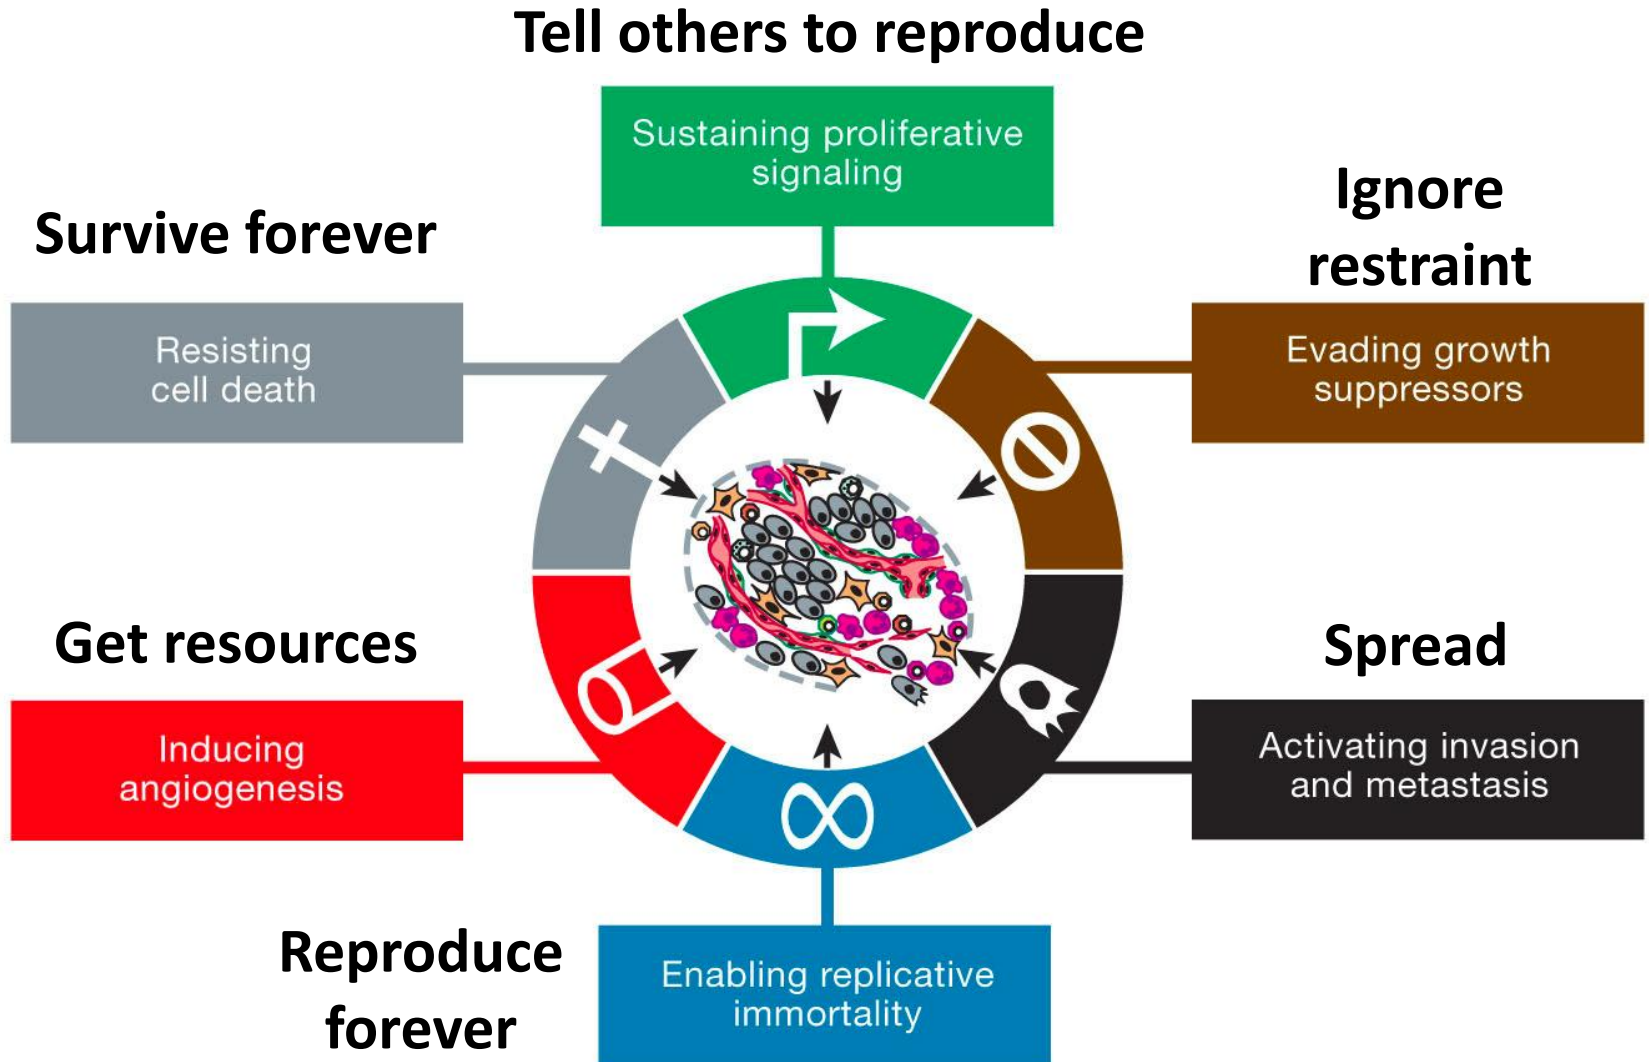 Tell others to reproduce
Sustaining proliferative
signaling
Ignore
restraint
Evading growth
suppressors
Survive forever
Resisting
cell death
Get resources
Inducing
angiogenesis
Spread
Activating invasion
and metastasis
Reproduce
forever
Enabling replicative
immortality